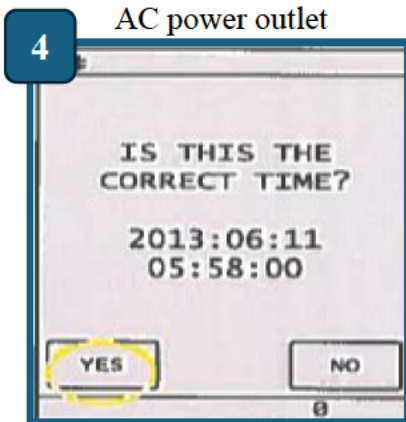 AC power outlet
4
IS THIS THE
CORRECT TIME?
2013:06:11
05:58:00
YES
NO
0